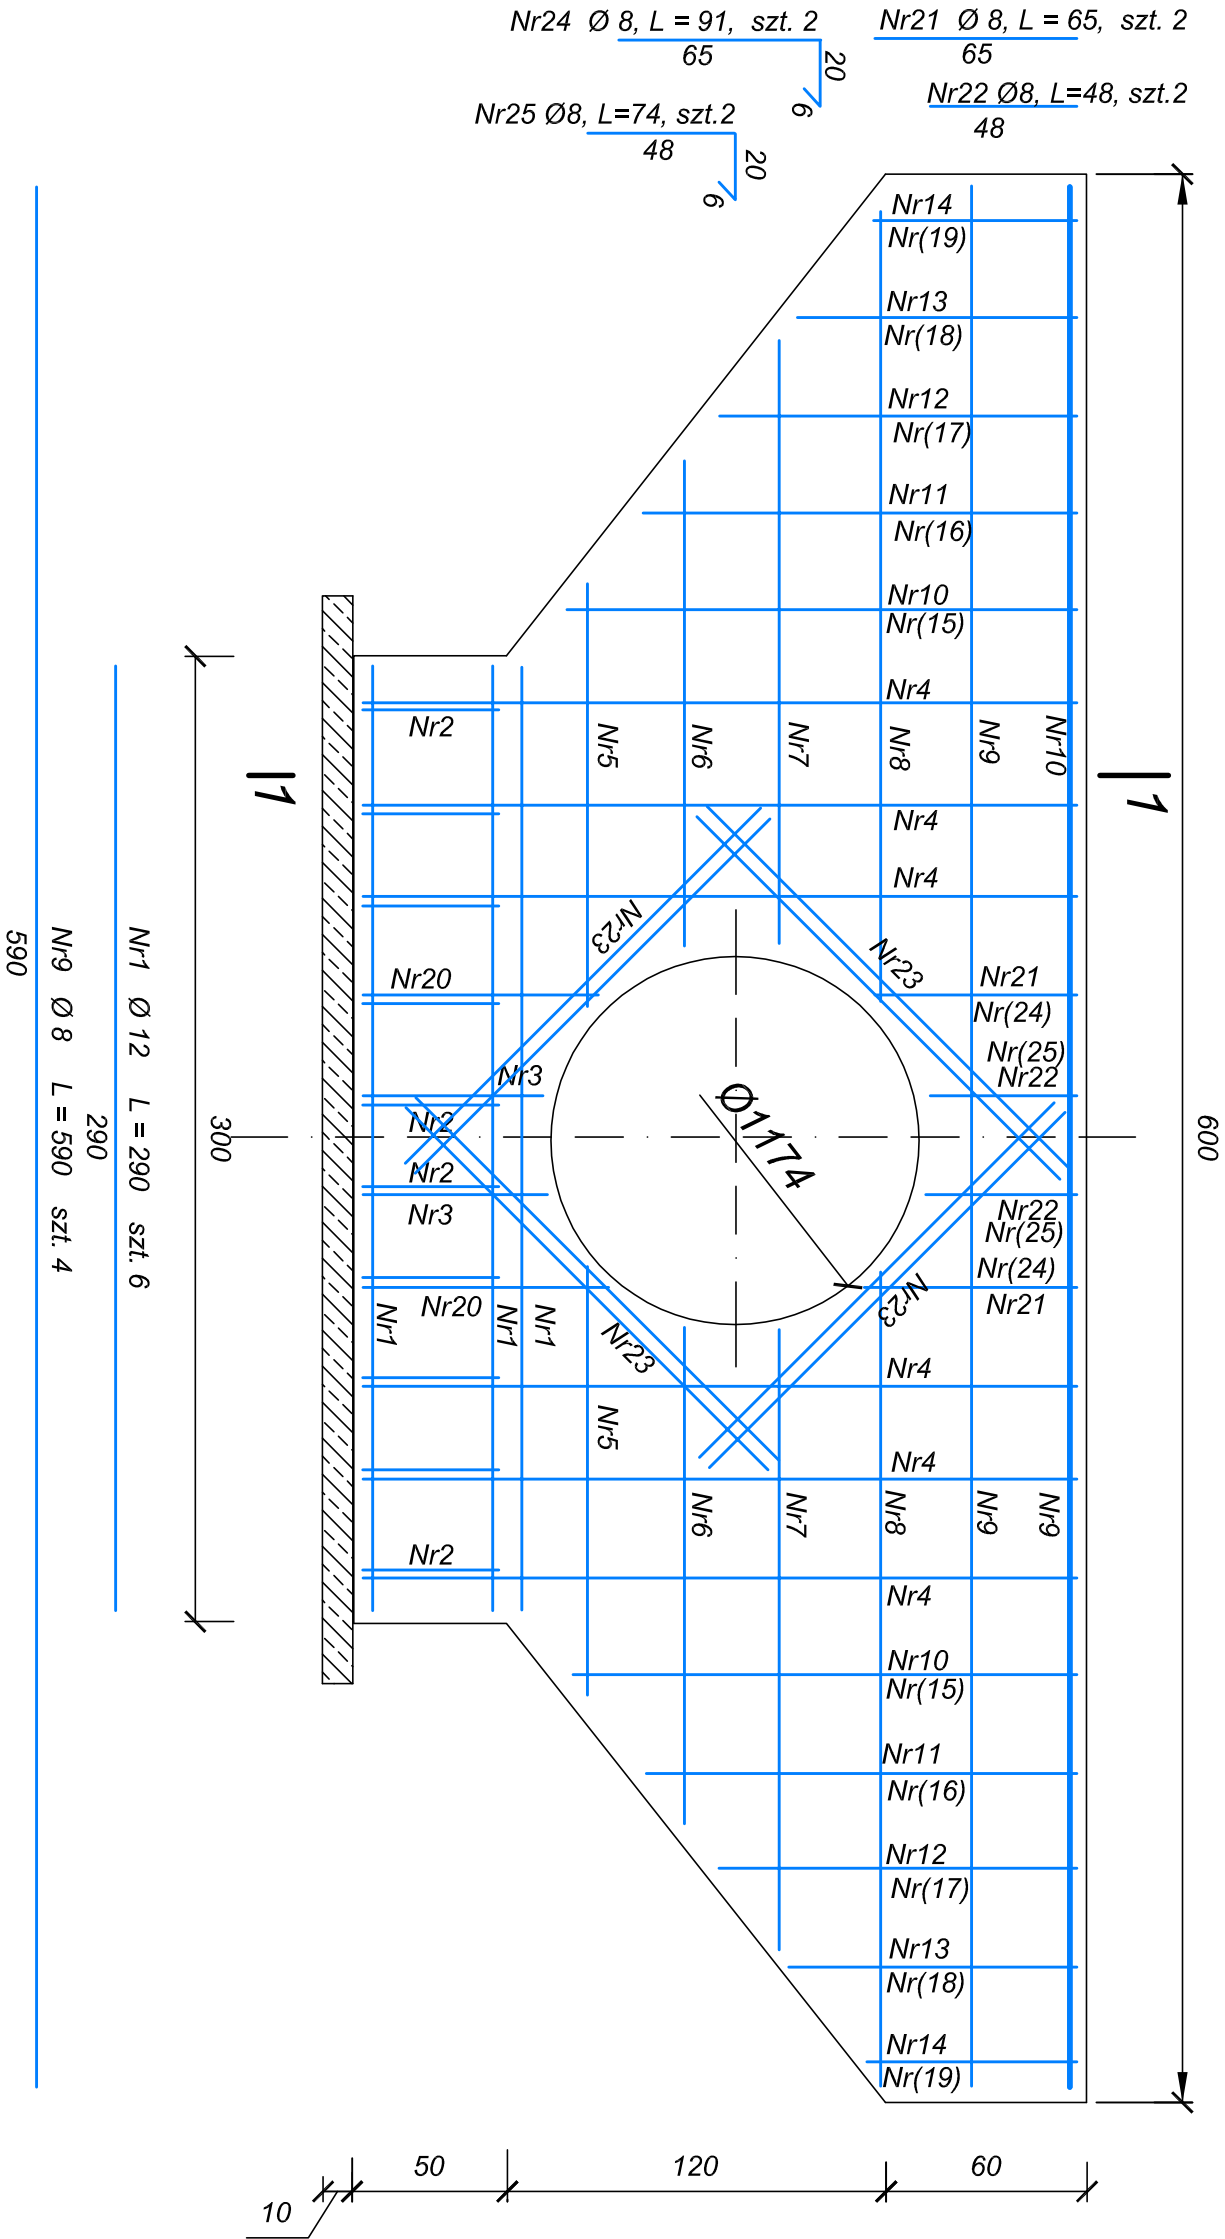 Nr24 Ø 8, L = 91, szt. 2
65
20
6
Nr21 Ø 8, L = 65, szt. 2
65
Nr25 Ø8, L=74, szt.2
48
20
6
Nr22 Ø8, L=48, szt.2
48
Nr14
Nr(19)
Nr13
Nr(18)
Nr12
Nr(17)
Nr11
Nr(16)
Nr10
Nr(15)
Nr4
Nr2
Nr5
Nr6
Nr7
Nr8
Nr9
Nr10
1
1
Nr4
Nr4
Nr23
Nr23
Nr20
Nr21
Nr(24)
Nr(25)
Nr22
Nr3
Nr2
Ø1174
Nr2
Nr3
Nr22
Nr(25)
Nr(24)
Nr21
Nr20
Nr1
Nr1
Nr1
Nr23
Nr23
Nr4
Nr5
Nr4
Nr6
Nr7
Nr8
Nr9
Nr9
Nr2
Nr4
Nr10
Nr(15)
Nr11
Nr(16)
Nr12
Nr(17)
Nr13
Nr(18)
Nr14
Nr(19)
600
300
Nr1 Ø 12 L = 290 szt. 6
290
Nr9 Ø 8 L = 590 szt. 4
590
50
120
60
10